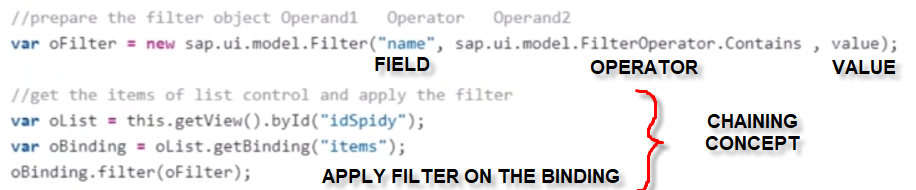 //prepare the filter object Operand1   Operator   Operand2
var oFilter = new sap.ui.model.Filter("name", sap.ui.model.FilterOperator.Contains , value);
FIELD OPERATOR VALUE
//get the items of list control and apply the filter
var oList = this.getView().byId("idSpidy");
var oBinding = oList.getBinding("items");
oBinding.filter(oFilter);
APPLY FILTER ON THE BINDING
CHAINING
CONCEPT